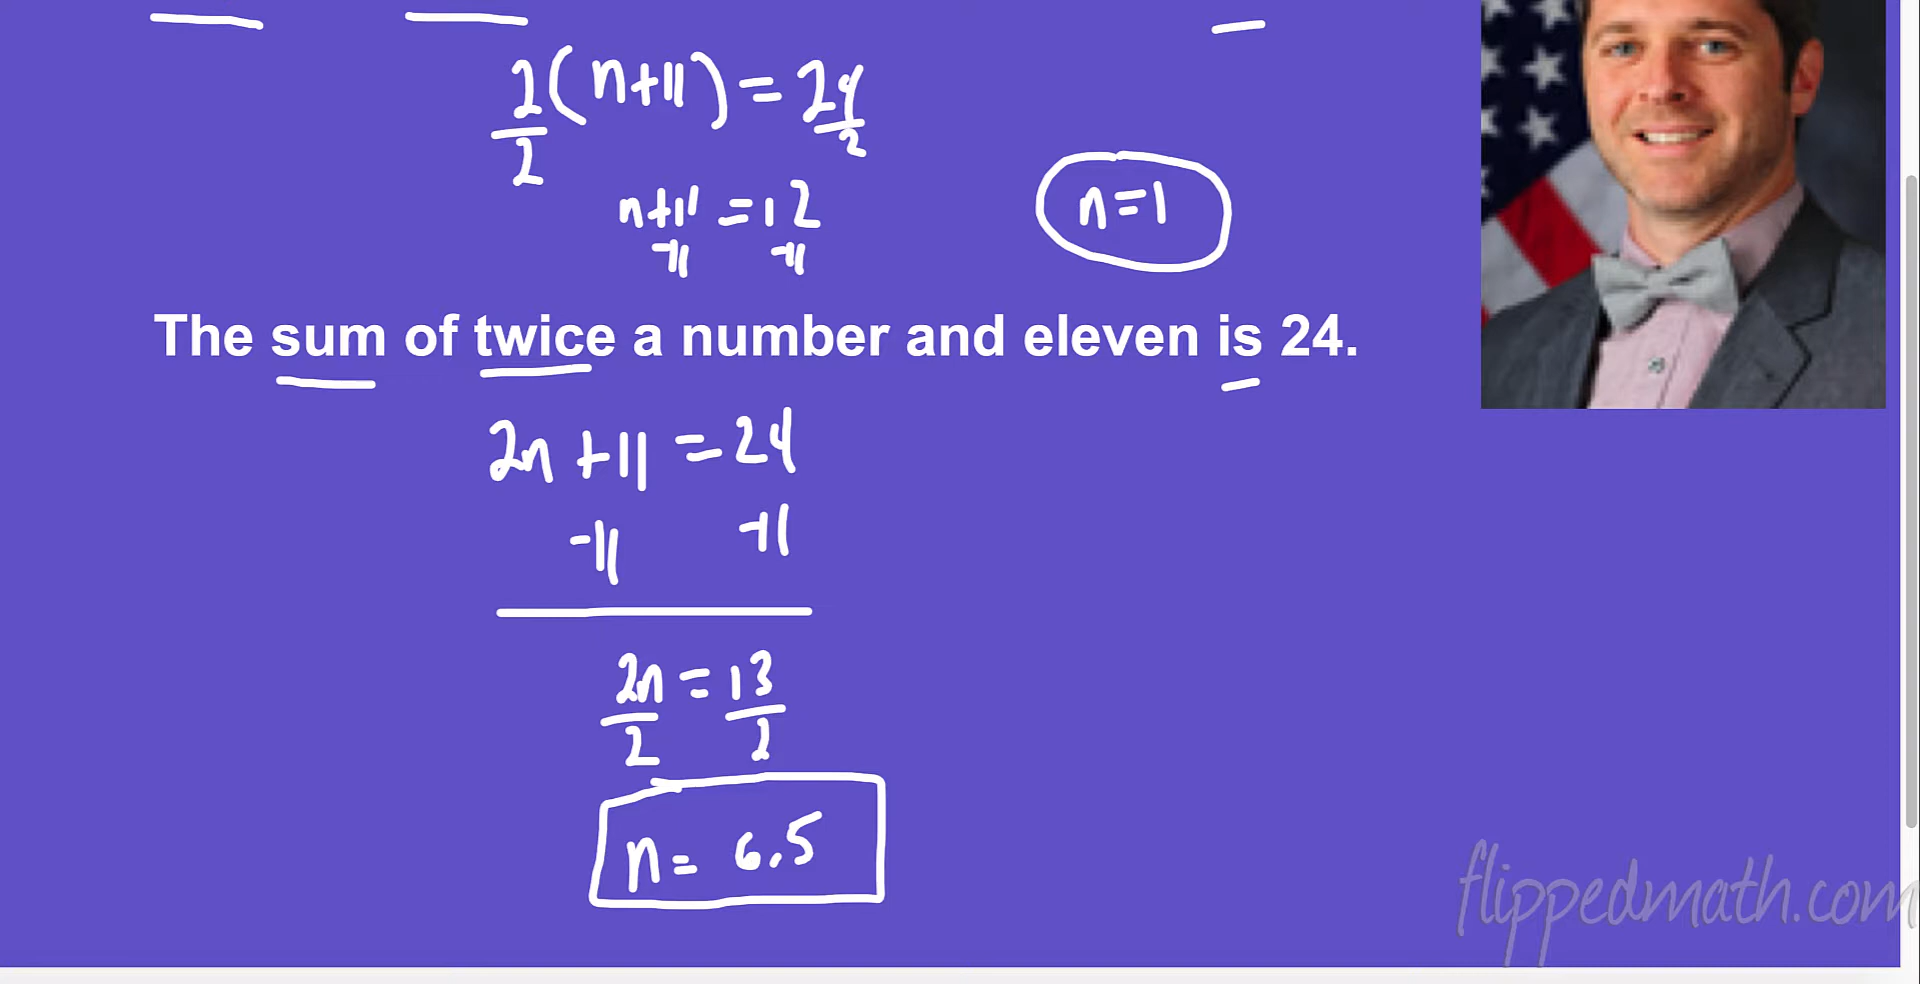 2(n+11) = 24
2 2
n+11 = 12
-11 -11
n=1
The sum of twice a number and eleven is 24.
2n + 11 = 24
-11 -11
2n = 13
2 2
n = 6.5
flippedmath.com